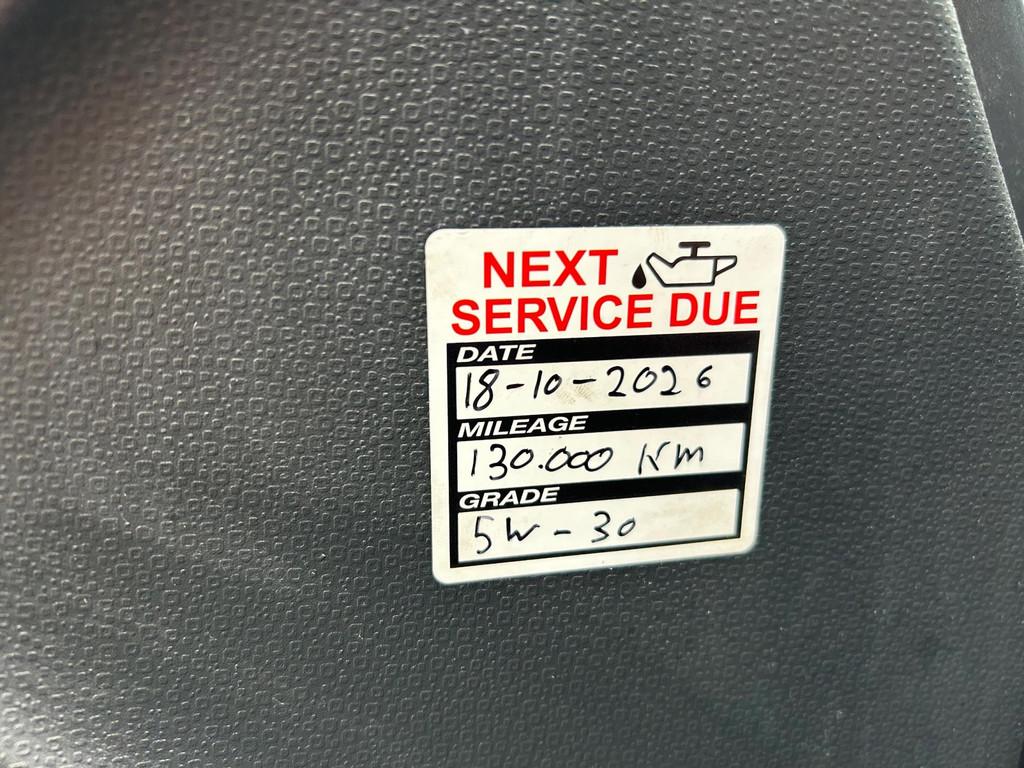 NEXT
SERVICE DUE
DATE
18-10-2026
MILEAGE
130.000 Km
GRADE
5W-30